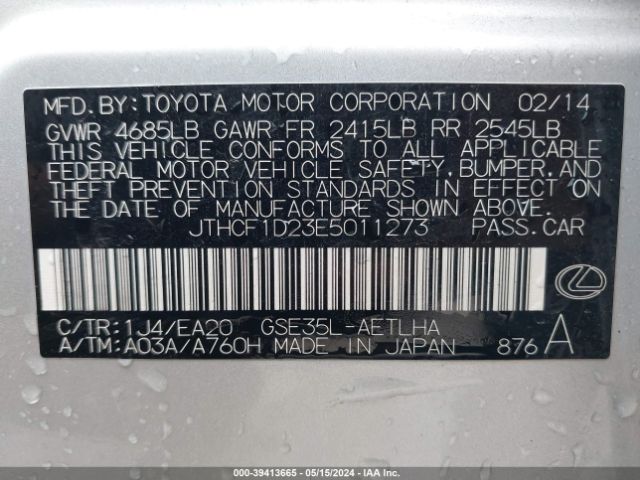 MFD. BY: TOYOTA MOTOR CORPORATION 02/14
GVWR 4685LB GAWR FR 2415LB RR 2545LB
THIS VEHICLE CONFORMS TO ALL APPLICABLE
FEDERAL MOTOR VEHICLE SAFETY, BUMPER, AND
THEFT PREVENTION STANDARDS IN EFFECT ON
THE DATE OF MANUFACTURE SHOWN ABOVE.
JTHCF1D23E5011273 PASS. CAR
C/TR: 1J4/EA20 GSE35L-AETLHA
A/TM: A03A/A760H MADE IN JAPAN 876 A
000-39413665 - 05/15/2024 - IAAI.COM